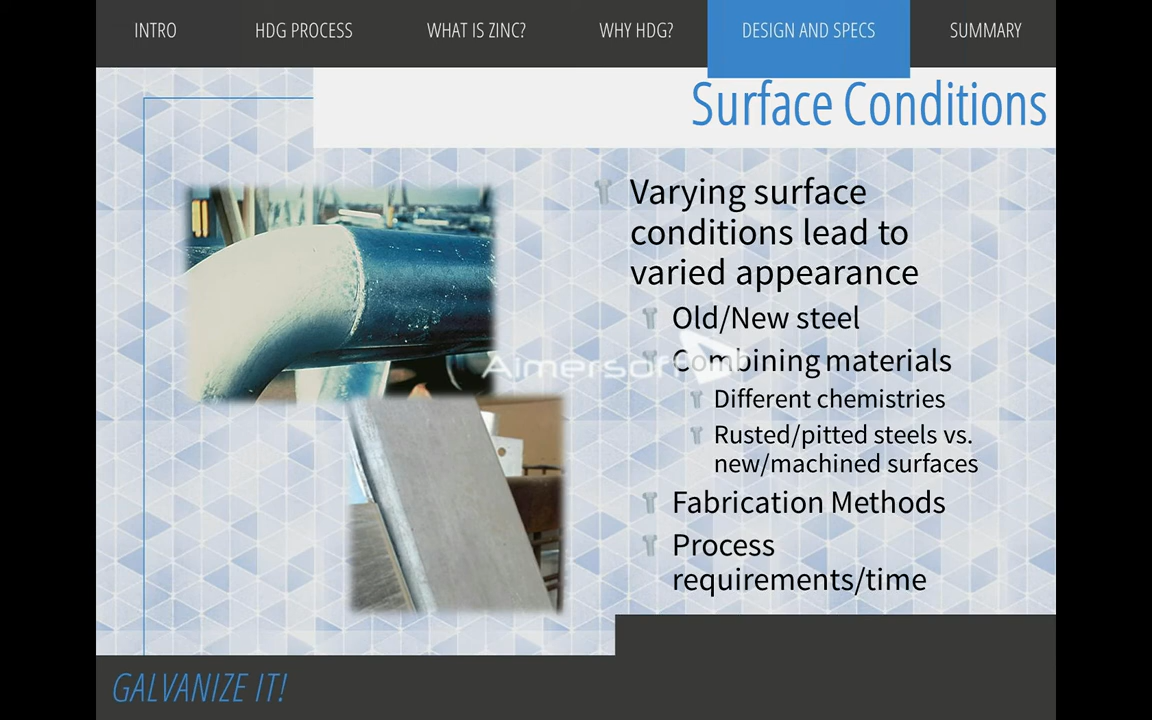 INTRO
HDG PROCESS
WHAT IS ZINC?
WHY HDG?
DESIGN AND SPECS
SUMMARY
Surface Conditions
Varying surface
conditions lead to
varied appearance
Old/New steel
Combining materials
Different chemistries
Rusted/pitted steels vs.
new/machined surfaces
Fabrication Methods
Process
requirements/time
Aimersoft
GALVANIZE IT!